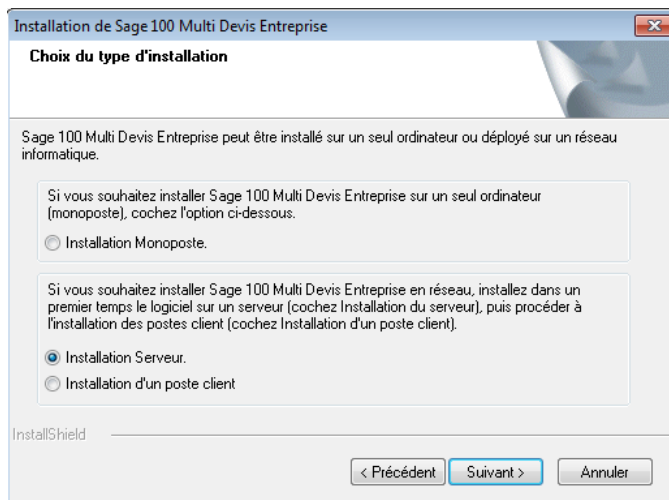 Installation de Sage 100 Multi Devis Entreprise
Choix du type d'installation
Sage 100 Multi Devis Entreprise peut être installé sur un seul ordinateur ou déployé sur un réseau
informatique.
Si vous souhaitez installer Sage 100 Multi Devis Entreprise sur un seul ordinateur
(monoposte), cochez l'option ci-dessous.
Installation Monoposte.
Si vous souhaitez installer Sage 100 Multi Devis Entreprise en réseau, installez dans un
premier temps le logiciel sur un serveur (cochez Installation du serveur), puis procéder à
l'installation des postes client (cochez Installation d'un poste client).
Installation Serveur.
Installation d'un poste client
InstallShield
< Précédent Suivant > Annuler